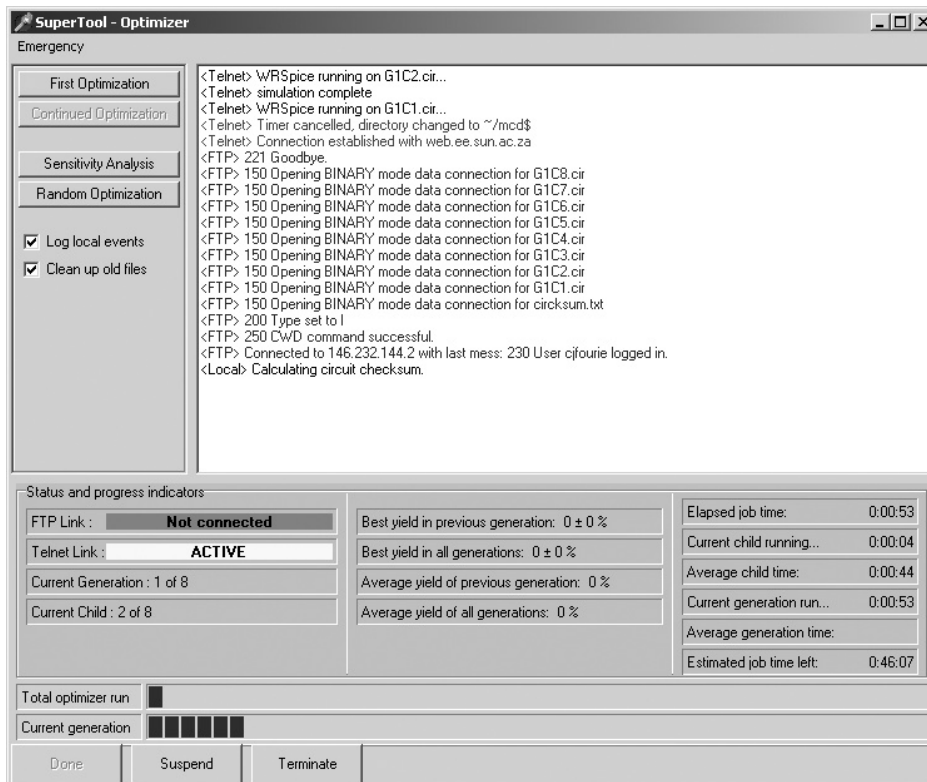 SuperTool - Optimizer
Emergency
First Optimization
Continued Optimization
Sensitivity Analysis
Random Optimization
Log local events
Clean up old files
<Telnet> WRSpice running on G1C2.cir...
<Telnet> simulation complete
<Telnet> WRSpice running on G1C1.cir...
<Telnet> Timer cancelled, directory changed to ~/mcd$
<Telnet> Connection established with web.ee.sun.ac.za
<FTP> 221 Goodbye.
<FTP> 150 Opening BINARY mode data connection for G1C8.cir
<FTP> 150 Opening BINARY mode data connection for G1C7.cir
<FTP> 150 Opening BINARY mode data connection for G1C6.cir
<FTP> 150 Opening BINARY mode data connection for G1C5.cir
<FTP> 150 Opening BINARY mode data connection for G1C4.cir
<FTP> 150 Opening BINARY mode data connection for G1C3.cir
<FTP> 150 Opening BINARY mode data connection for G1C2.cir
<FTP> 150 Opening BINARY mode data connection for G1C1.cir
<FTP> 150 Opening BINARY mode data connection for circksum.txt
<FTP> 200 Type set to I
<FTP> 250 CWD command successful.
<FTP> Connected to 146.232.144.2 with last mess: 230 User cjfourie logged in.
<Local> Calculating circuit checksum.
Status and progress indicators
FTP Link : Not connected
Telnet Link : ACTIVE
Current Generation : 1 of 8
Current Child : 2 of 8
Best yield in previous generation: 0 ± 0 %
Best yield in all generations: 0 ± 0 %
Average yield of previous generation: 0 %
Average yield of all generations: 0 %
Elapsed job time: 0:00:53
Current child running... 0:00:04
Average child time: 0:00:44
Current generation run... 0:00:53
Average generation time:
Estimated job time left: 0:46:07
Total optimizer run
Current generation
Done
Suspend
Terminate